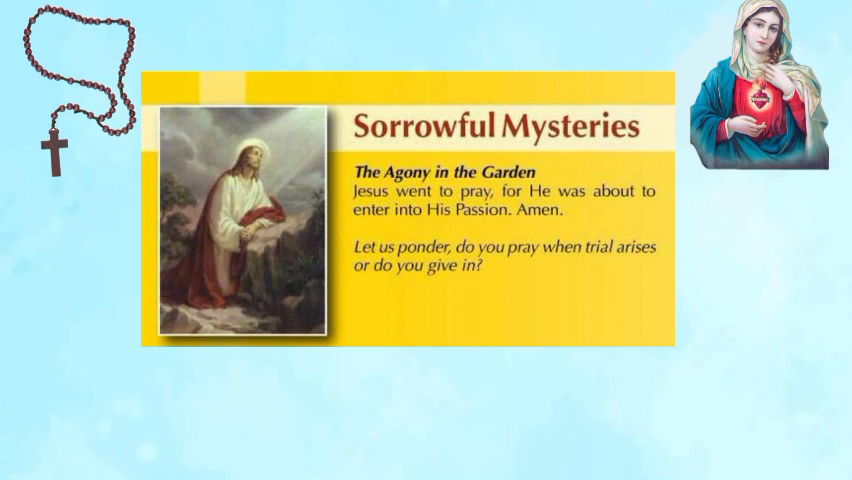 Sorrowful Mysteries
The Agony in the Garden
Jesus went to pray, for He was about to
enter into His Passion. Amen.
Let us ponder, do you pray when trial arises
or do you give in?